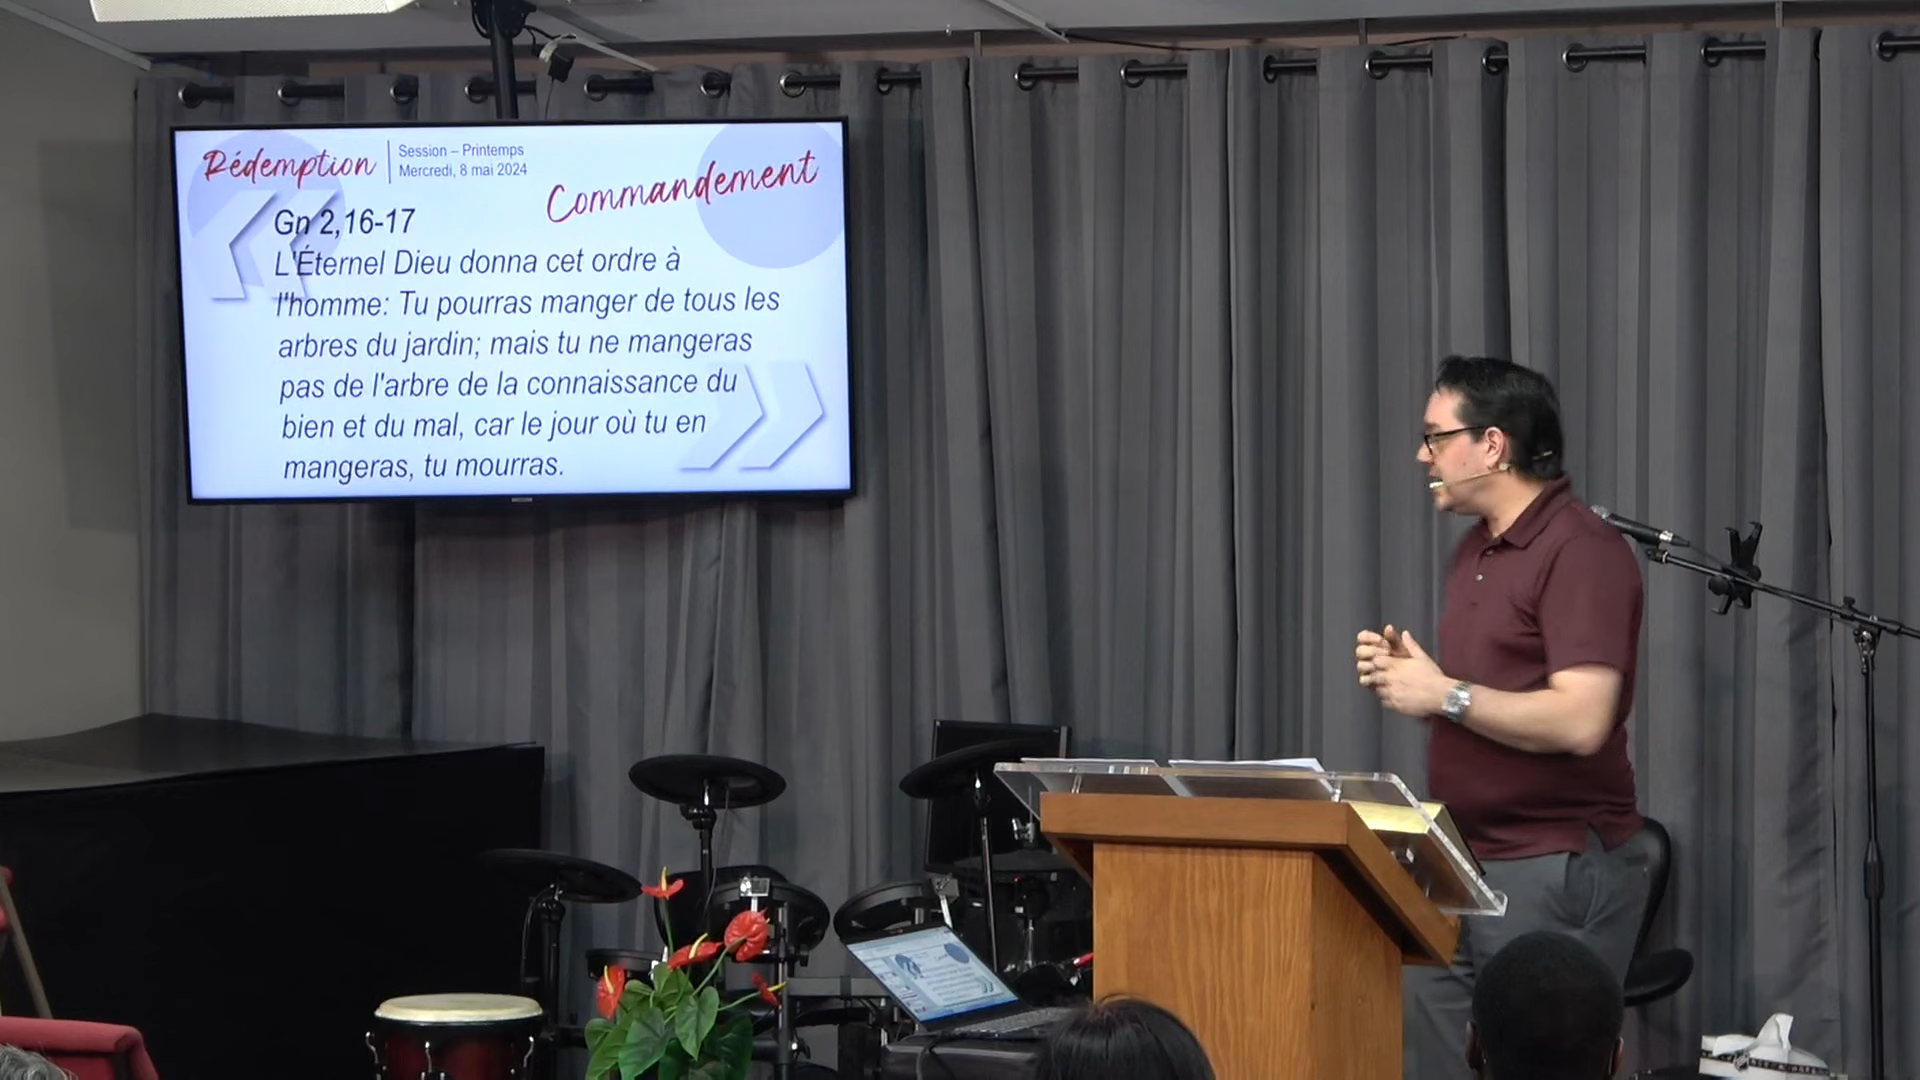 Rédemption
Session – Printemps
Mercredi, 8 mai 2024
Commandement
Gn 2,16-17
L'Éternel Dieu donna cet ordre à
l'homme: Tu pourras manger de tous les
arbres du jardin; mais tu ne mangeras
pas de l'arbre de la connaissance du
bien et du mal, car le jour où tu en
mangeras, tu mourras.